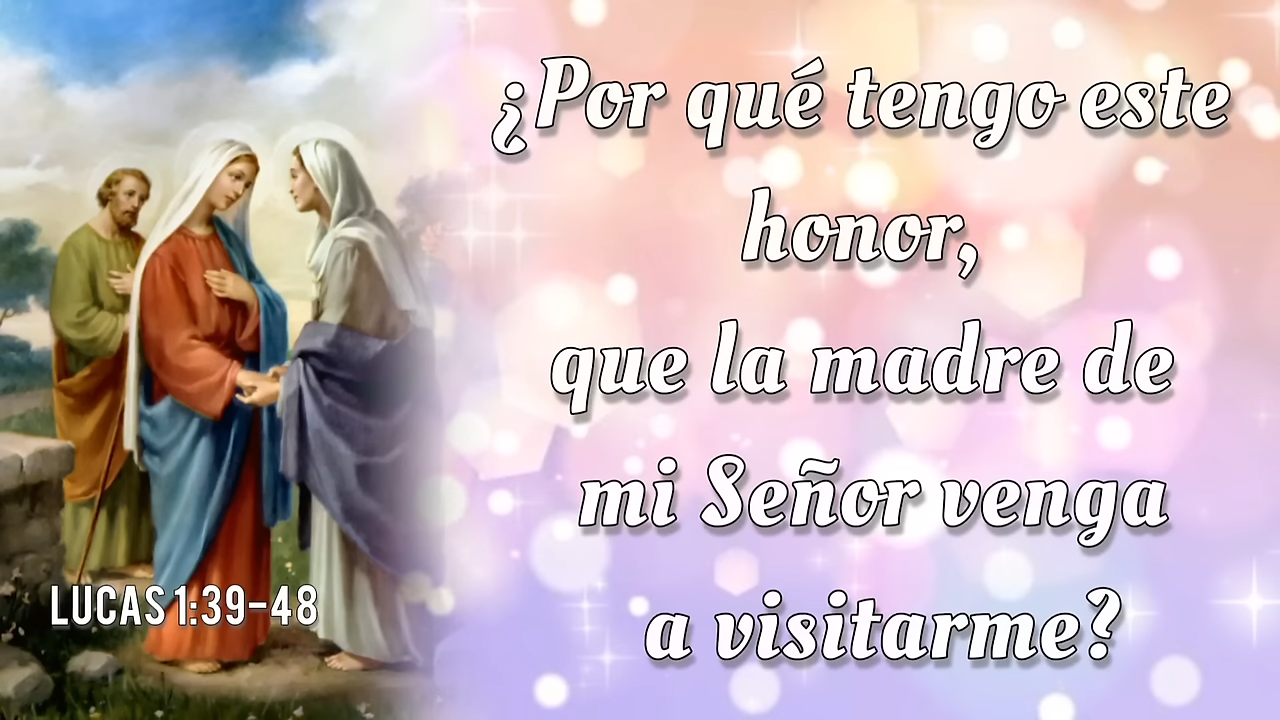 ¿Por qué tengo este
honor,
que la madre de
mi Señor venga
a visitarme?
LUCAS 1:39-48